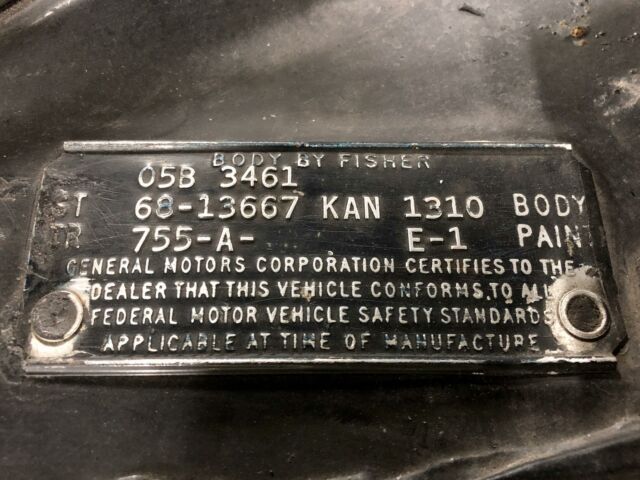 BODY BY FISHER
05B 3461
ST 68-13667 KAN 1310 BODY
TR 755-A- E-1 PAINT
GENERAL MOTORS CORPORATION CERTIFIES TO THE
DEALER THAT THIS VEHICLE CONFORMS TO ALL
FEDERAL MOTOR VEHICLE SAFETY STANDARDS
APPLICABLE AT TIME OF MANUFACTURE